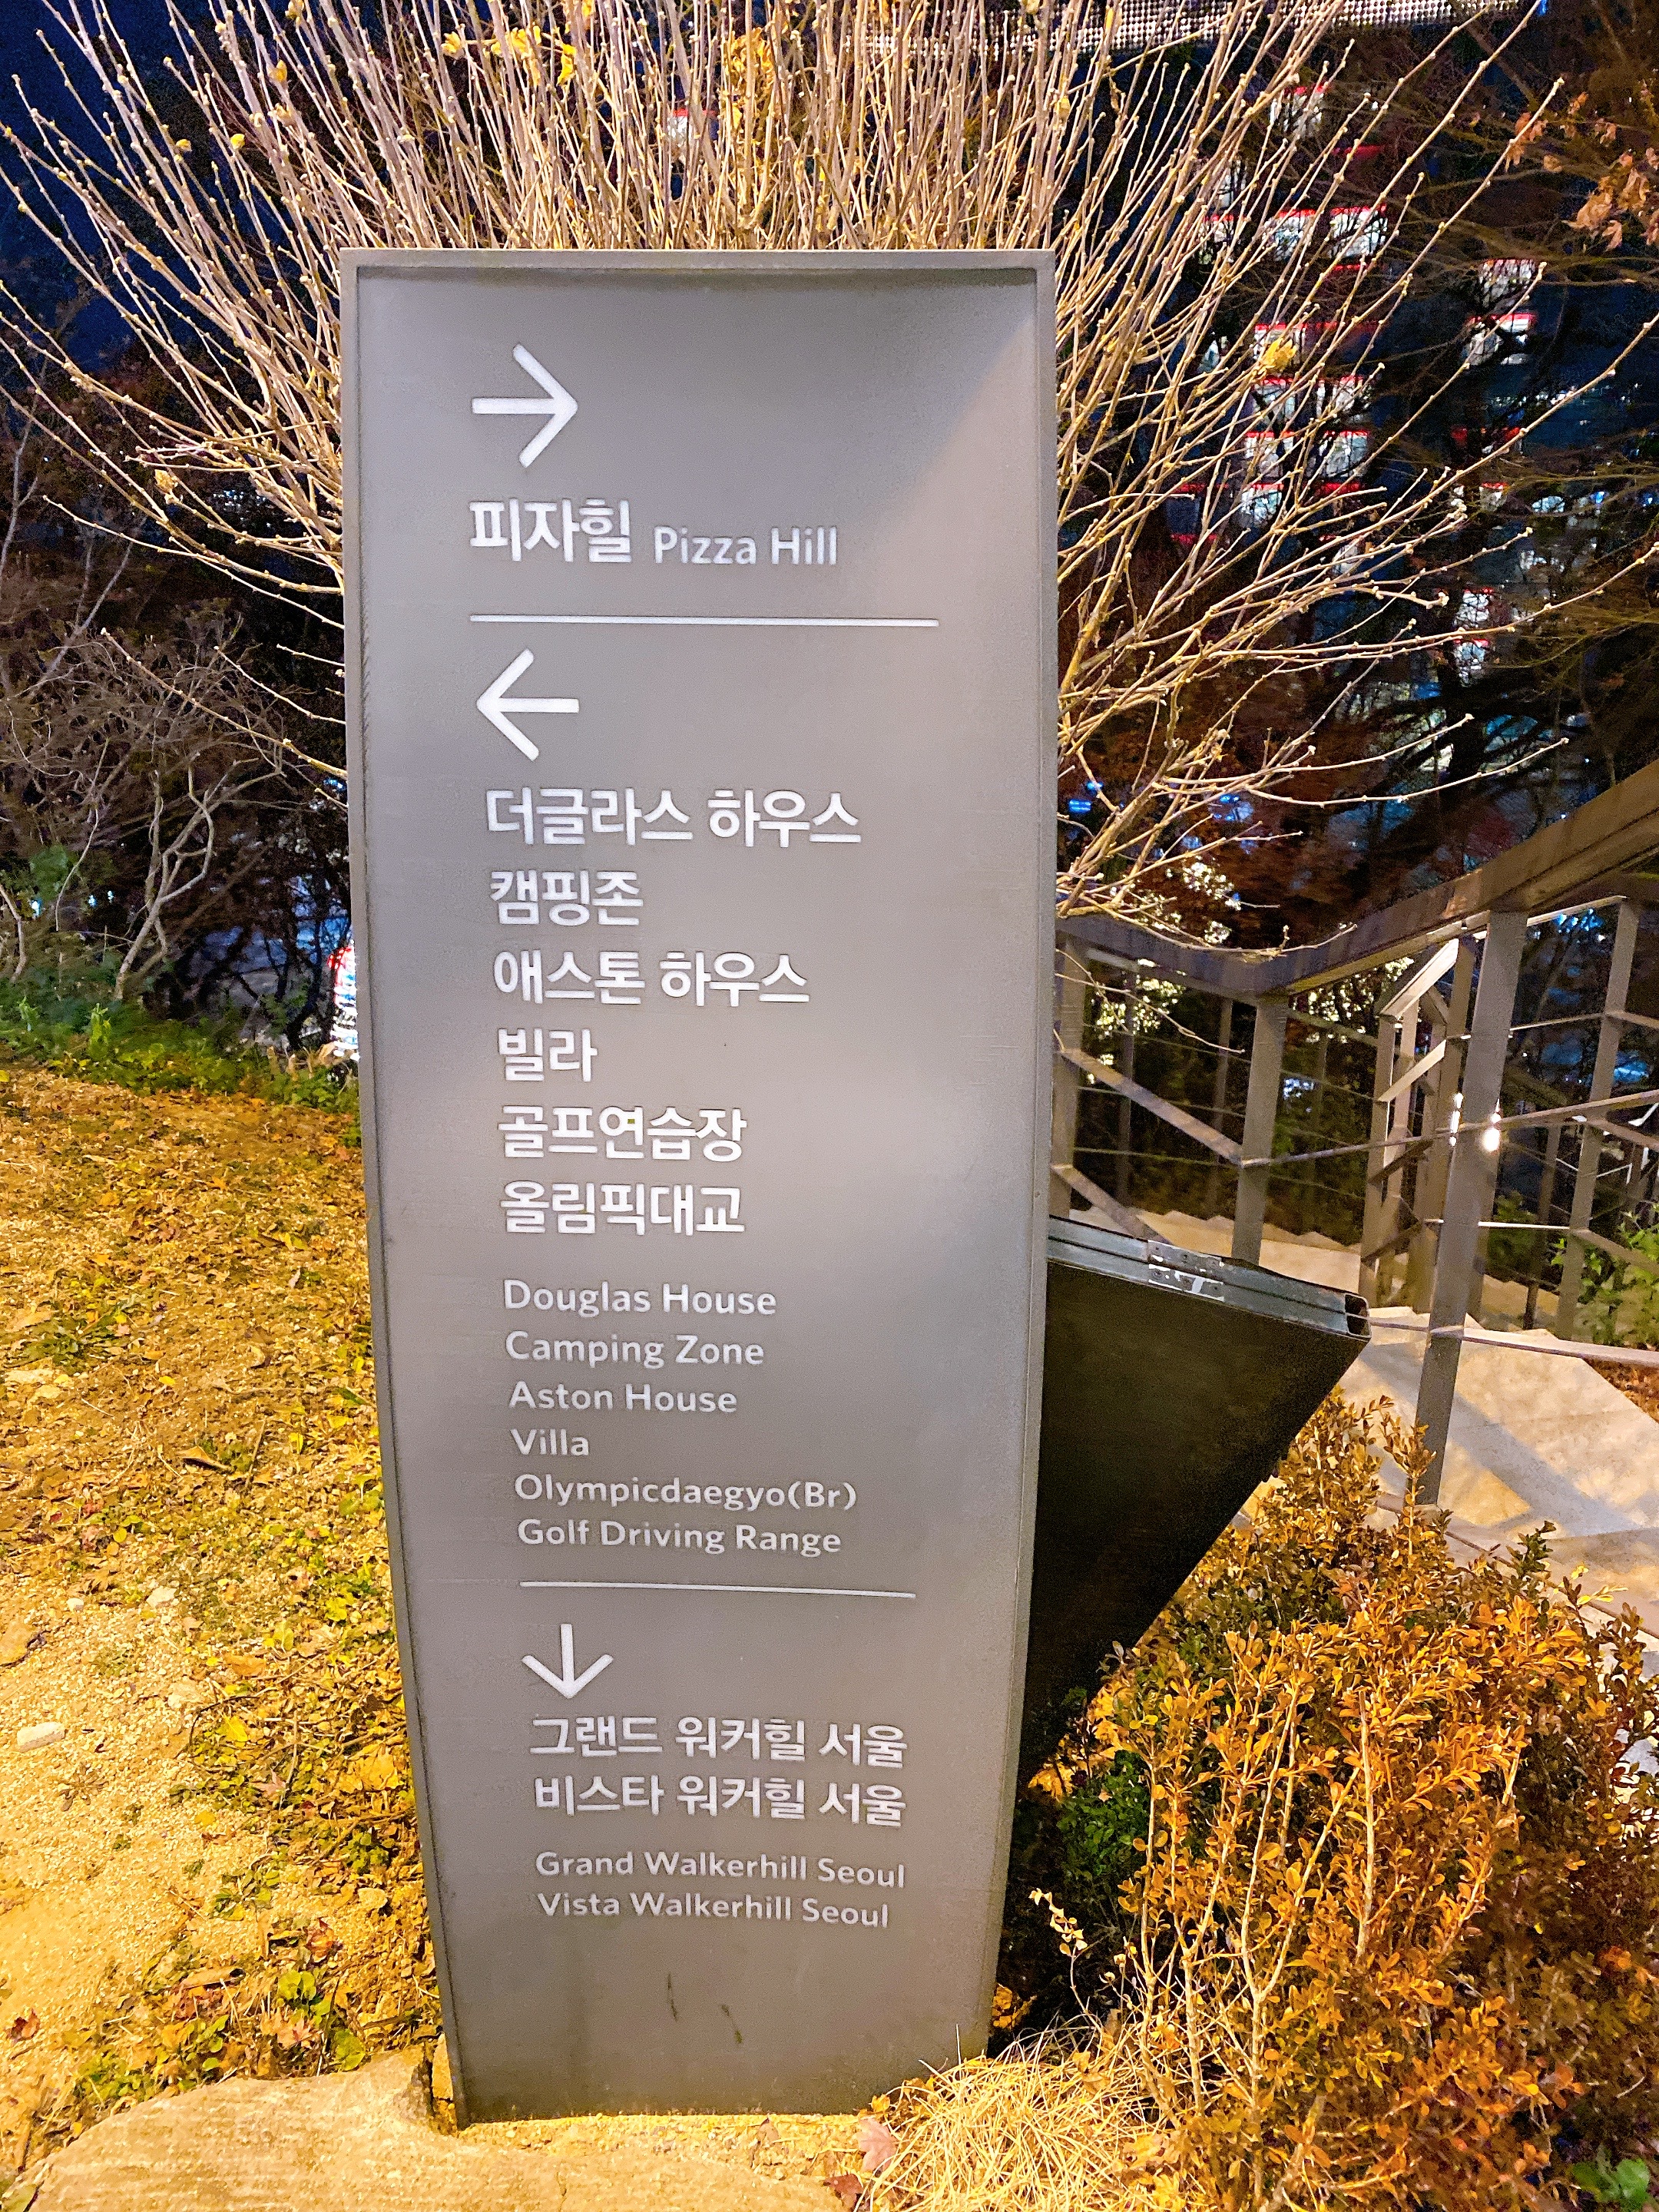 피자힐 Pizza Hill
더글라스 하우스
캠핑존
애스톤 하우스
빌라
골프연습장
올림픽대교
Douglas House
Camping Zone
Aston House
Villa
Olympicdaegyo(Br)
Golf Driving Range
그랜드 워커힐 서울
비스타 워커힐 서울
Grand Walkerhill Seoul
Vista Walkerhill Seoul